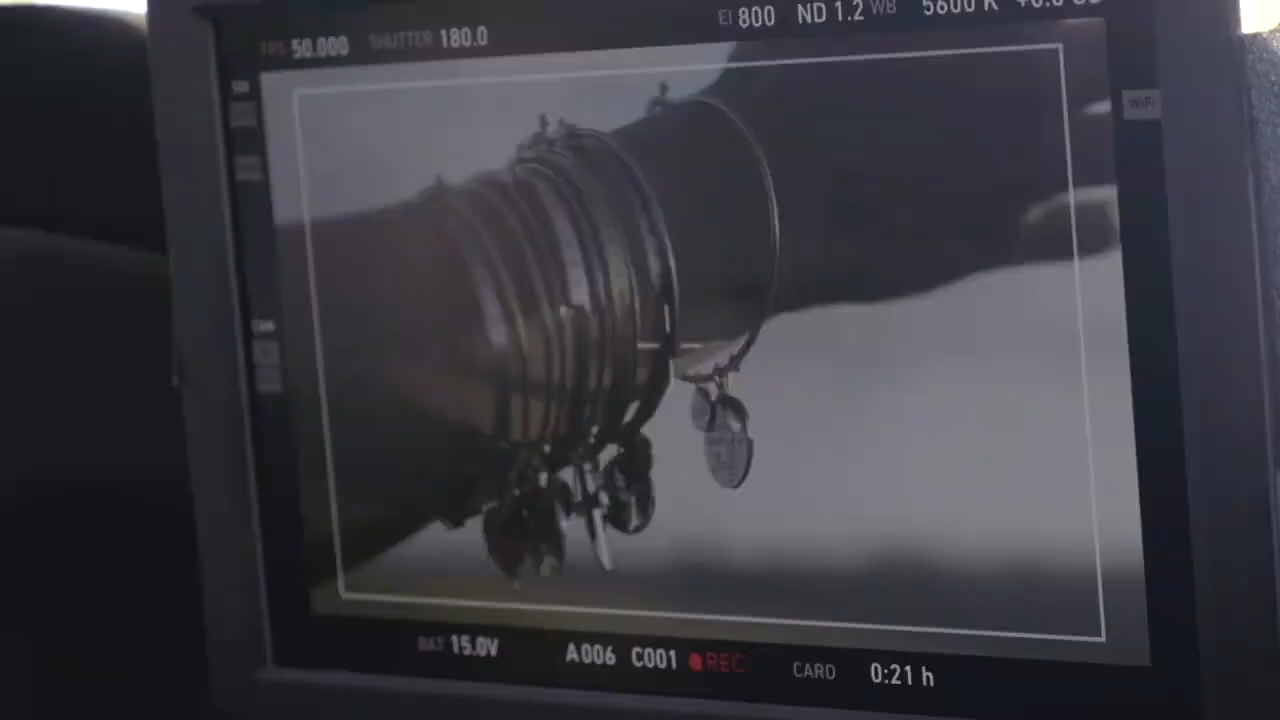 FPS 50.000 SHUTTER 180.0 EI 800 ND 1.2 WB 5600 K
WiFi
BAT 15.0V A006 C001 REC CARD 0:21 h